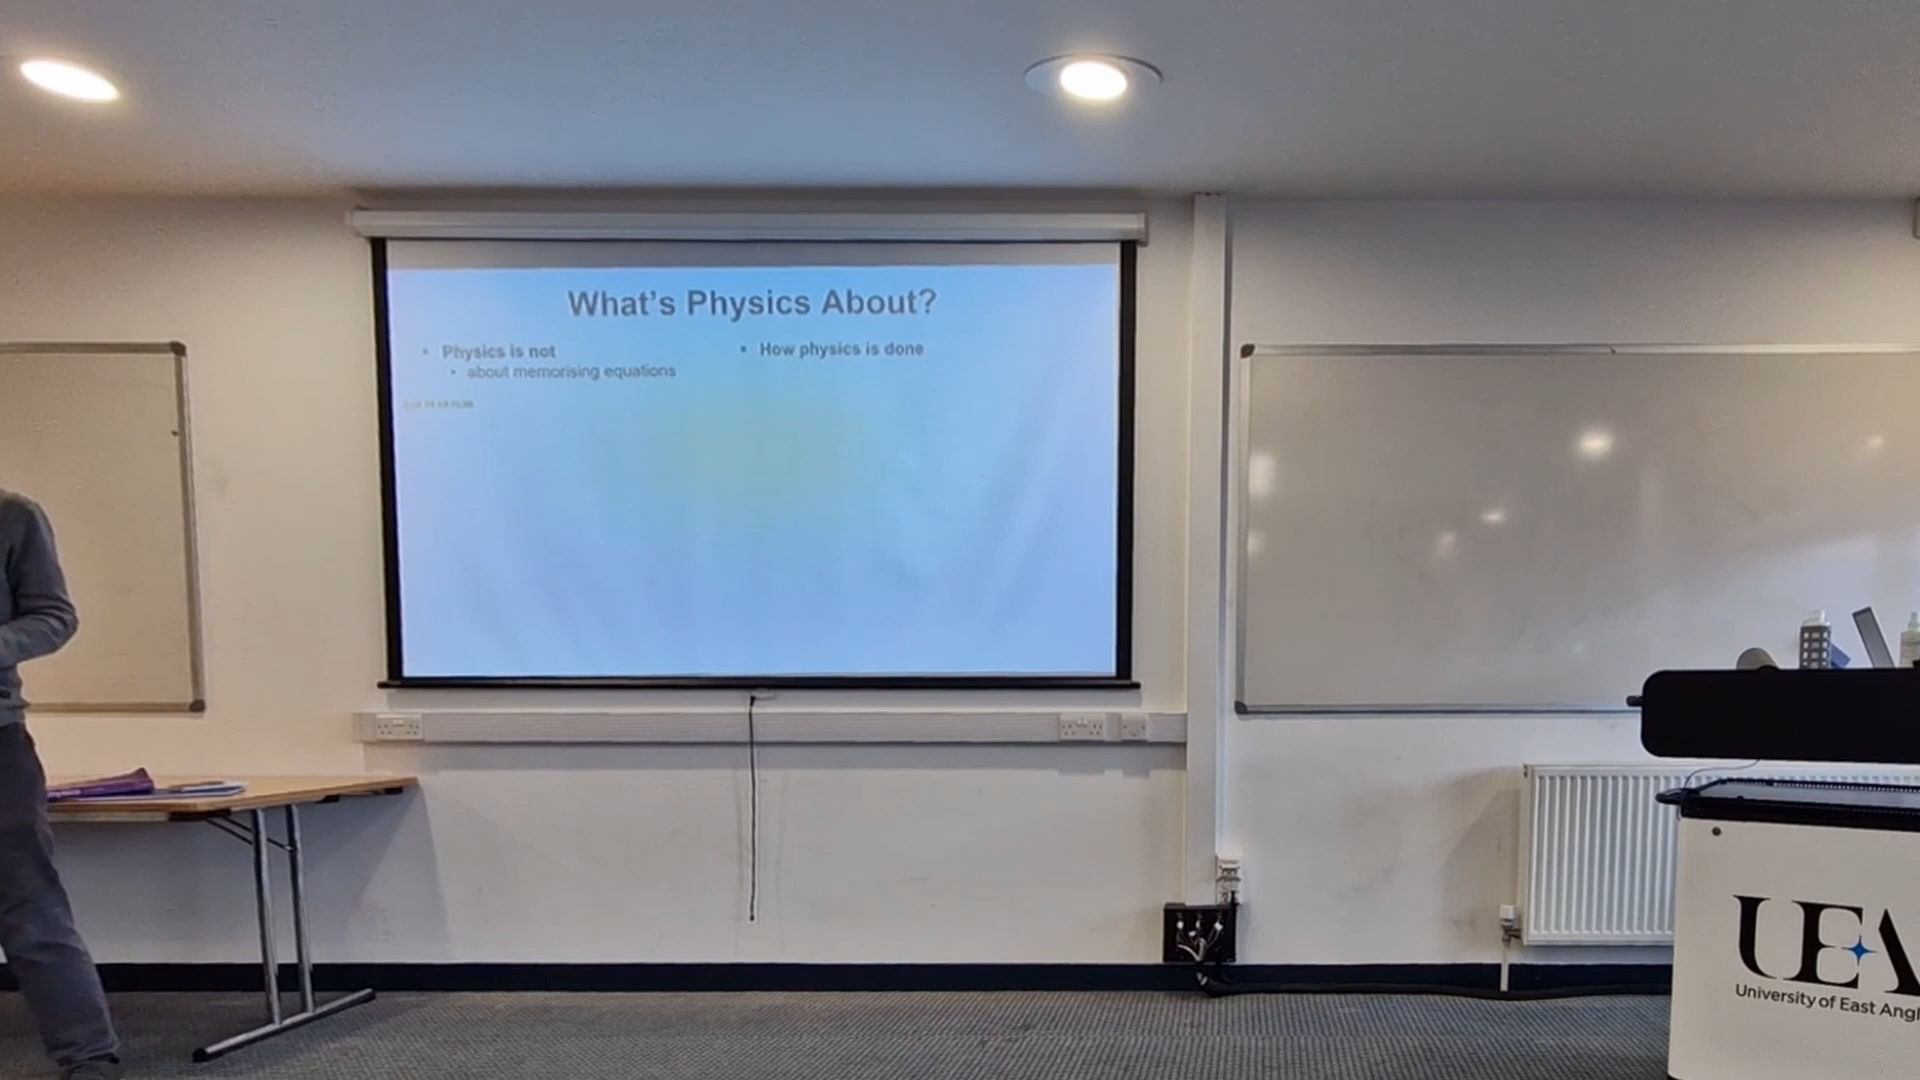 What's Physics About?
• Physics is not
• about memorising equations
• How physics is done
UEA
University of East Angl